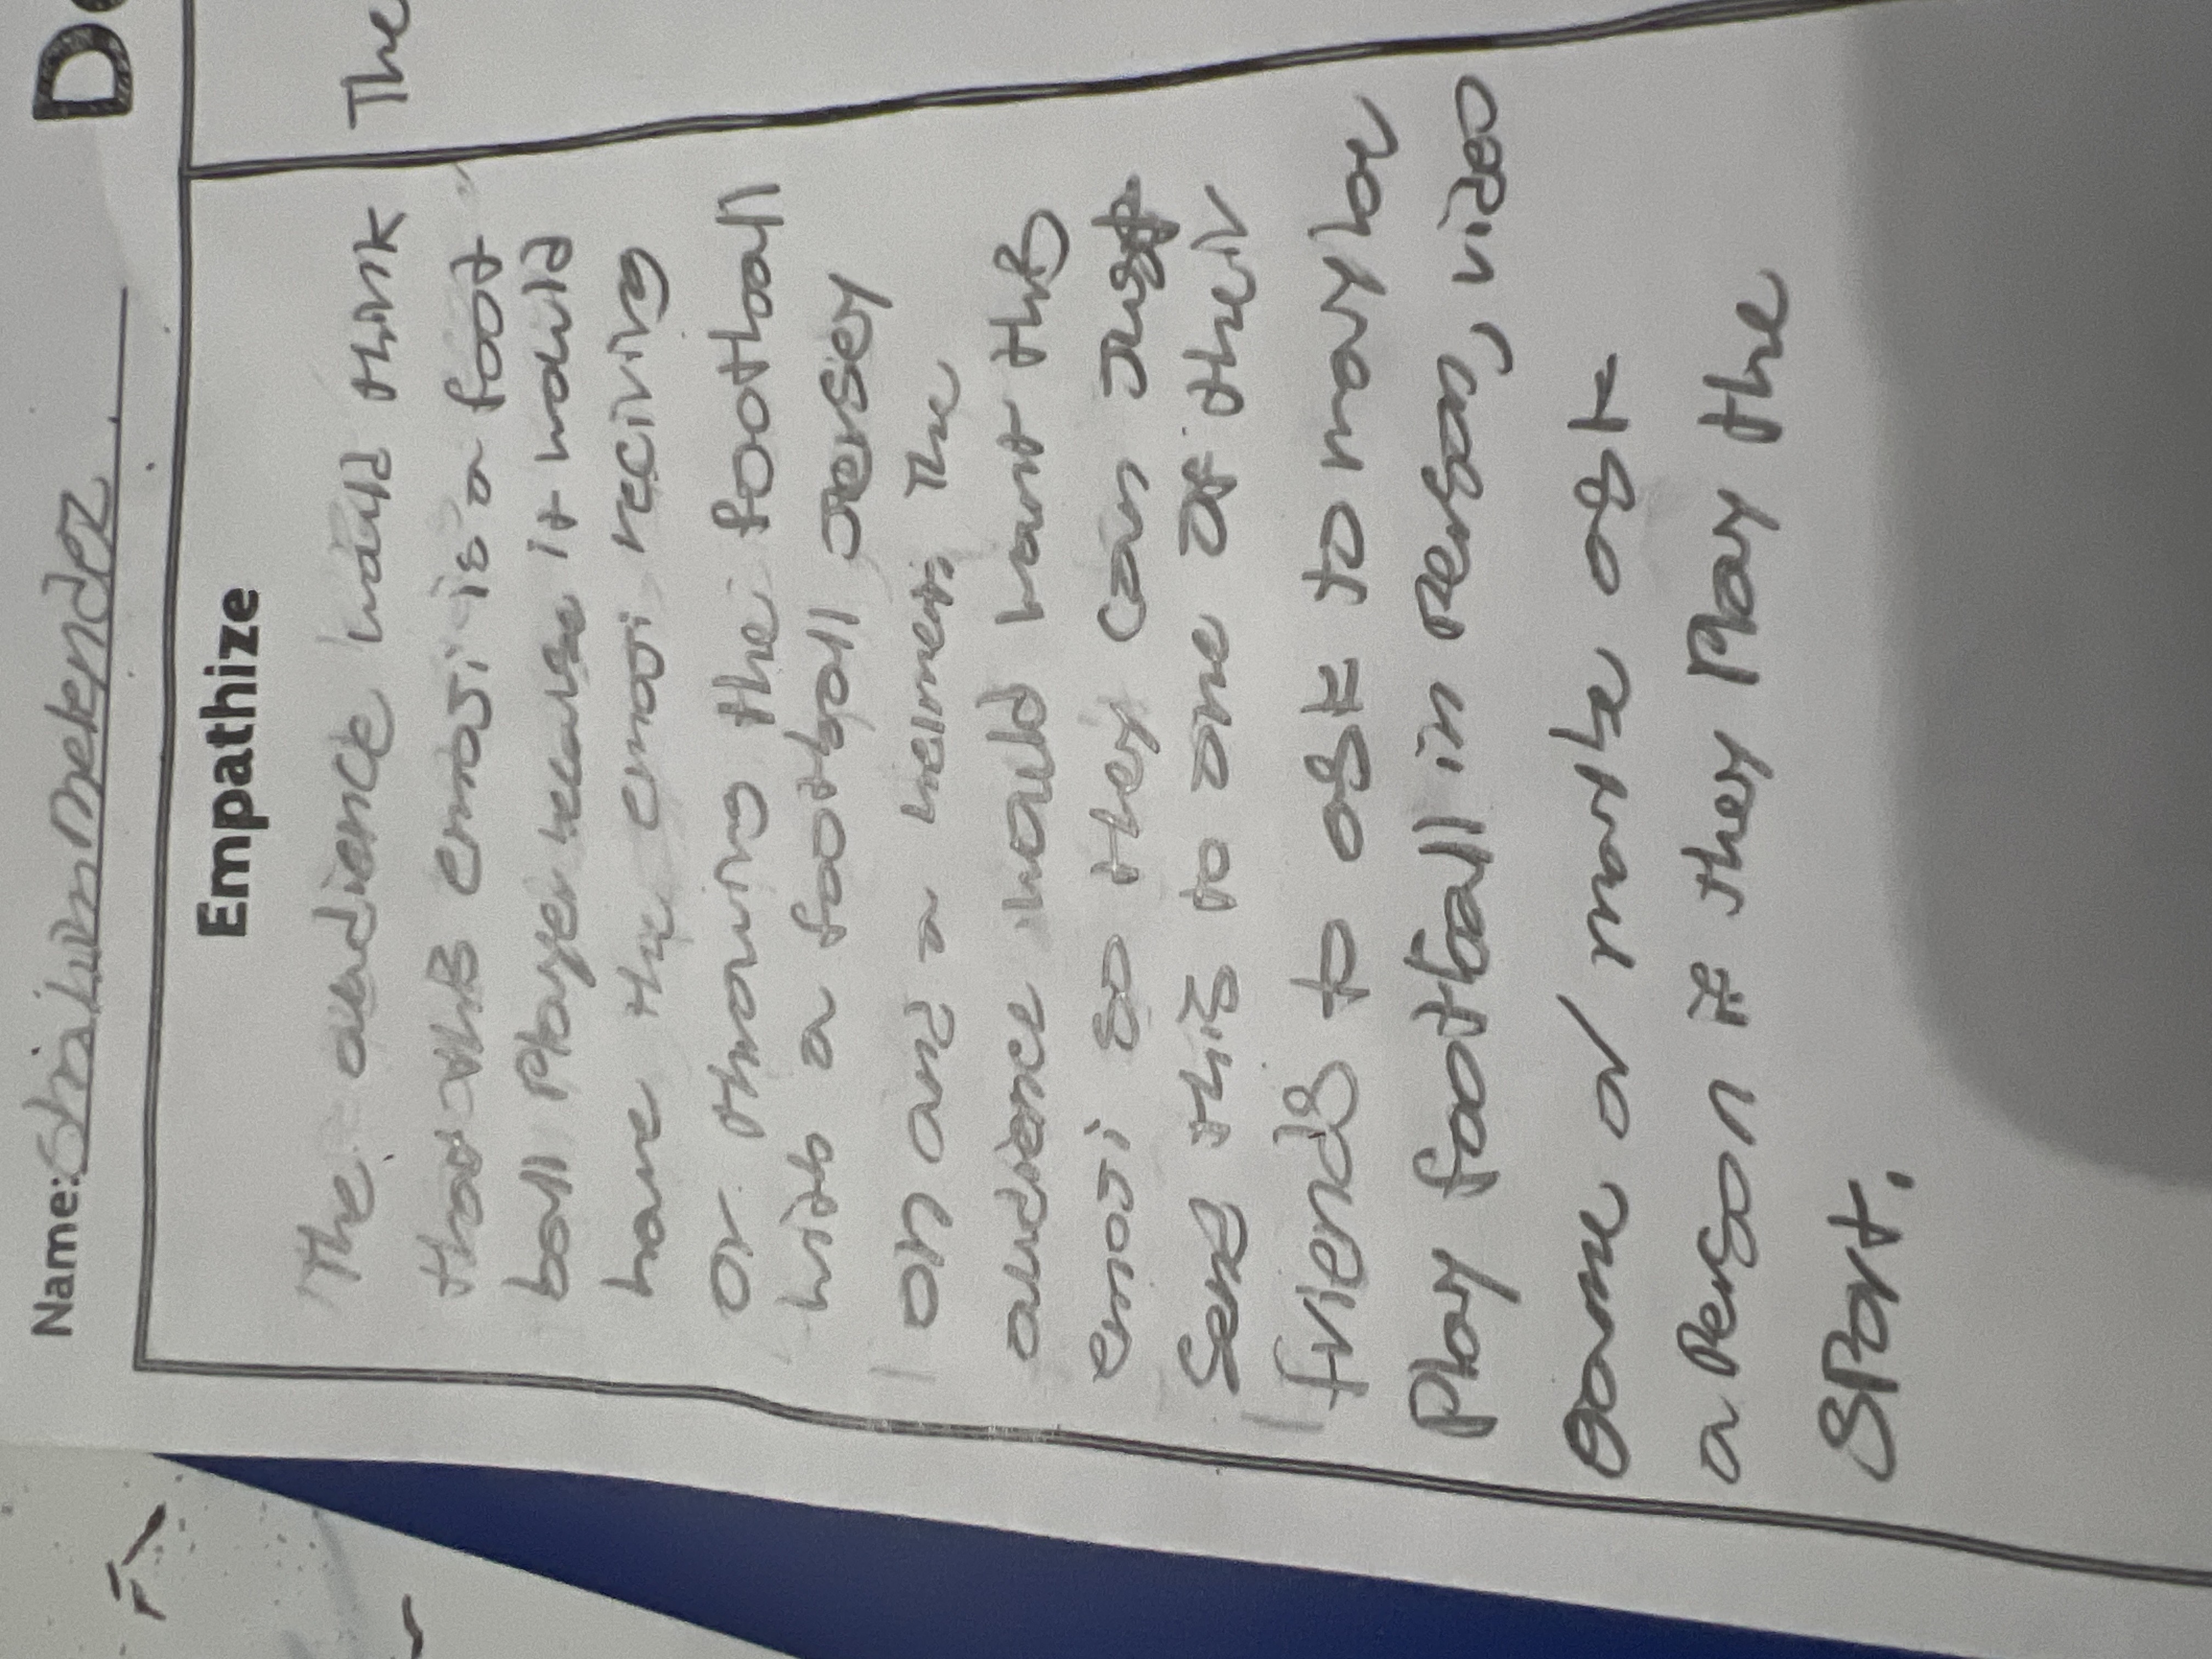 Name: Shahim Melendez
De
Empathize
The audience would think
that this emoji is a foot
ball Player because it would
have the emoji reciving
or throwing the football
with a football Jersey
on and a helmet. The
audience would want this
emoji so they can Just
Send this to one of their
friends to ask to maybe
Play football in Person, video
Game or maybe ask
a Person if they Play the
SPort.
The